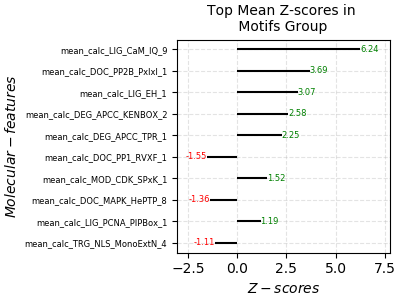 Top Mean Z-scores in
Motifs Group
mean_calc_LIG_CaM_IQ_9
6.24
mean_calc_DOC_PP2B_PxIxI_1
3.69
mean_calc_LIG_EH_1
3.07
mean_calc_DEG_APCC_KENBOX_2
2.58
mean_calc_DEG_APCC_TPR_1
2.25
mean_calc_DOC_PP1_RVXF_1
-1.55
mean_calc_MOD_CDK_SPxK_1
1.52
mean_calc_DOC_MAPK_HePTP_8
-1.36
mean_calc_LIG_PCNA_PIPBox_1
1.19
mean_calc_TRG_NLS_MonoExtN_4
-1.11
Molecular − features
−2.5 0.0 2.5 5.0 7.5
Z − scores